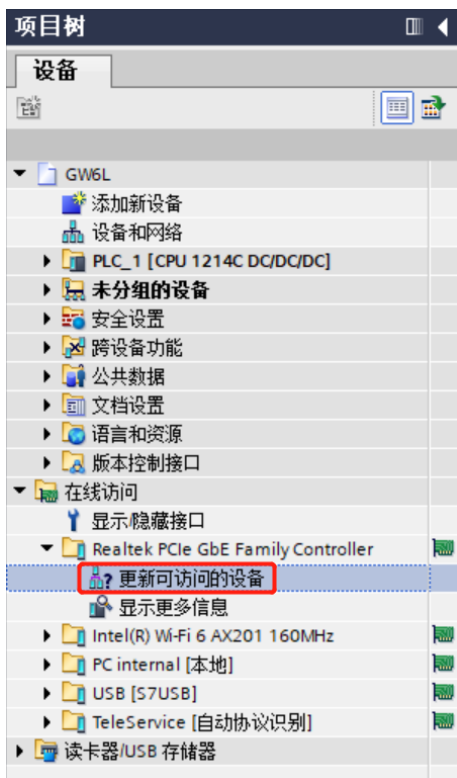 项目树
设备
GW6L
添加新设备
设备和网络
PLC_1 [CPU 1214C DC/DC/DC]
未分组的设备
安全设置
跨设备功能
公共数据
文档设置
语言和资源
版本控制接口
在线访问
显示/隐藏接口
Realtek PCIe GbE Family Controller
更新可访问的设备
显示更多信息
Intel(R) Wi-Fi 6 AX201 160MHz
PC internal [本地]
USB [S7USB]
TeleService [自动协议识别]
读卡器/USB 存储器